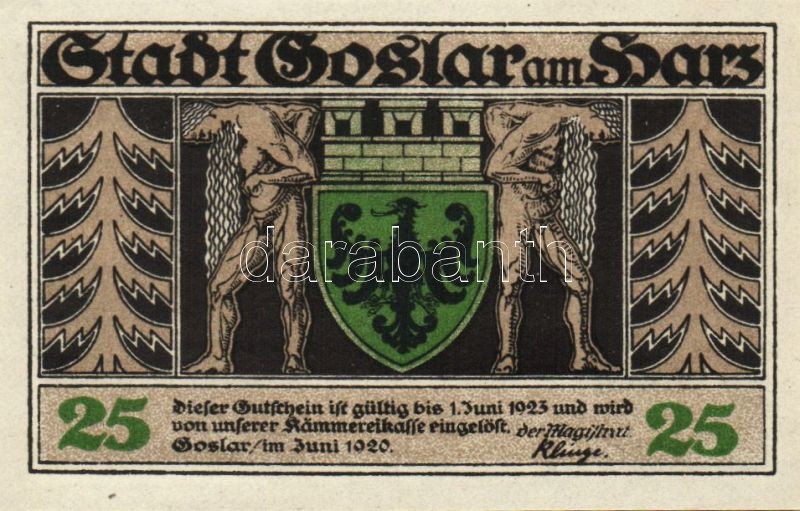 Stadt Goslar am Harz
darabanth
25
Dieser Gutschein ist gültig bis 1. Juni 1923 und wird
von unserer Kämmereikasse eingelöst.
Goslar/im Juni 1920.
der Magistrat
Klinge.
25